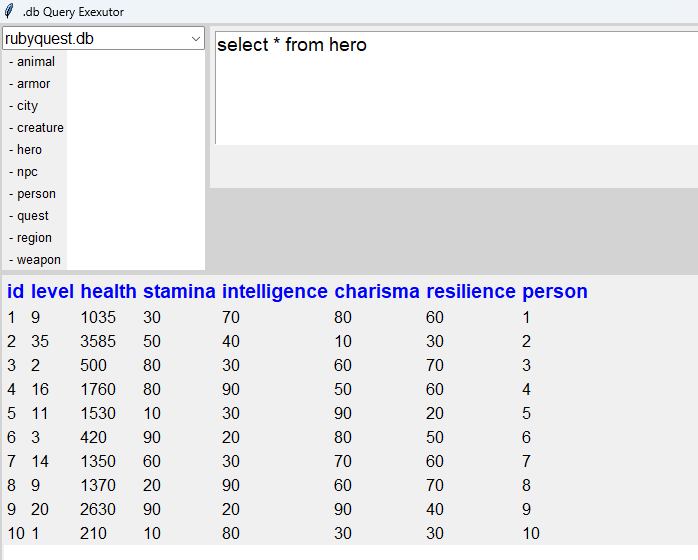 .db Query Exexutor
rubyquest.db
- animal
- armor
- city
- creature
- hero
- npc
- person
- quest
- region
- weapon
select * from hero
id level health stamina intelligence charisma resilience person
1 9 1035 30 70 80 60 1
2 35 3585 50 40 10 30 2
3 2 500 80 30 60 70 3
4 16 1760 80 90 50 60 4
5 11 1530 10 30 90 20 5
6 3 420 90 20 80 50 6
7 14 1350 60 30 70 60 7
8 9 1370 20 90 60 70 8
9 20 2630 90 20 90 40 9
10 1 210 10 80 30 30 10